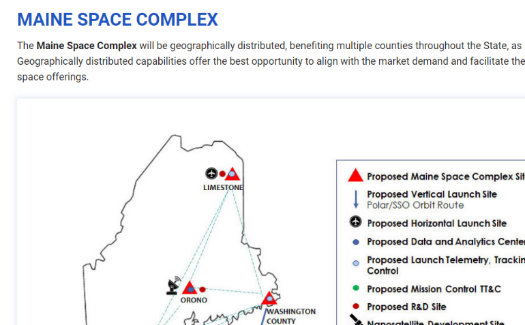 MAINE SPACE COMPLEX
The Maine Space Complex will be geographically distributed, benefiting multiple counties throughout the State, as
Geographically distributed capabilities offer the best opportunity to align with the market demand and facilitate the
space offerings.
LIMESTONE
ORONO
WASHINGTON
COUNTY
Proposed Maine Space Complex Sit
Proposed Vertical Launch Site
Polar/SSO Orbit Route
Proposed Horizontal Launch Site
Proposed Data and Analytics Center
Proposed Launch Telemetry, Trackin
Control
Proposed Mission Control TT&C
Proposed R&D Site
Nanosatellite Development Site